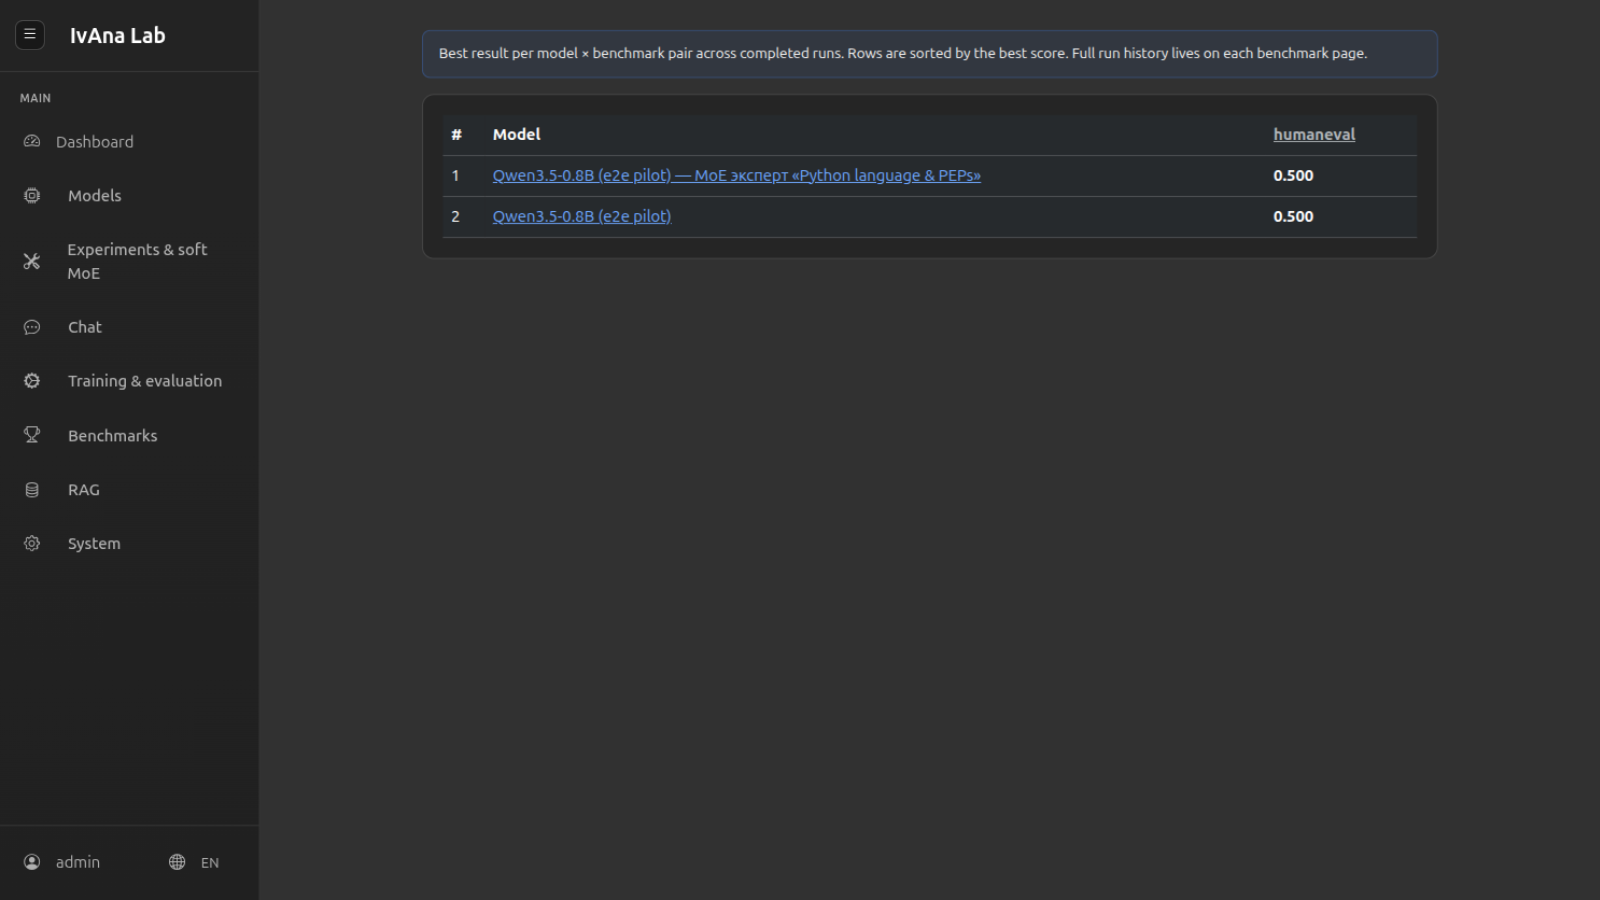 IvAna Lab
MAIN
Dashboard
Models
Experiments & soft
MoE
Chat
Training & evaluation
Benchmarks
RAG
System
admin
EN
Best result per model × benchmark pair across completed runs. Rows are sorted by the best score. Full run history lives on each benchmark page.
# Model humaneval
1 Qwen3.5-0.8B (e2e pilot) — MoE эксперт «Python language & PEPs» 0.500
2 Qwen3.5-0.8B (e2e pilot) 0.500